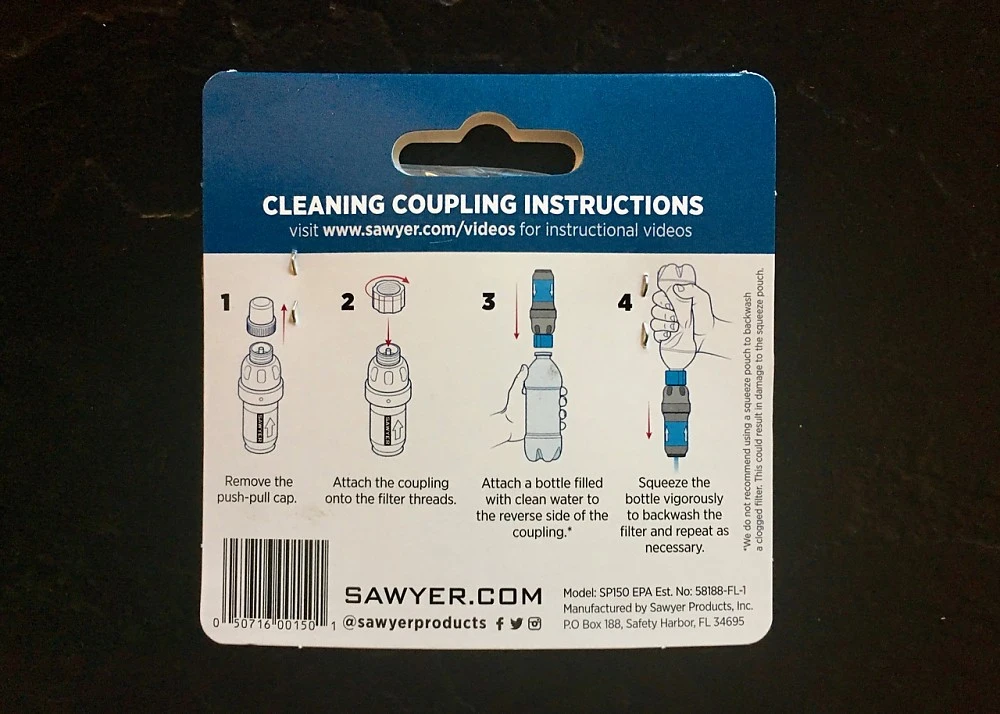 CLEANING COUPLING INSTRUCTIONS
visit www.sawyer.com/videos for instructional videos
1
Remove the
push-pull cap.
2
Attach the coupling
onto the filter threads.
3
Attach a bottle filled
with clean water to
the reverse side of the
coupling.*
4
Squeeze the
bottle vigorously
to backwash the
filter and repeat as
necessary.
*We do not recommend using a squeeze pouch to backwash
a clogged filter. This could result in damage to the squeeze pouch.
SAWYER
SAWYER
0 50716 00150 1
SAWYER.COM
@sawyerproducts
Model: SP150 EPA Est. No: 58188-FL-1
Manufactured by Sawyer Products, Inc.
P.O Box 188, Safety Harbor, FL 34695